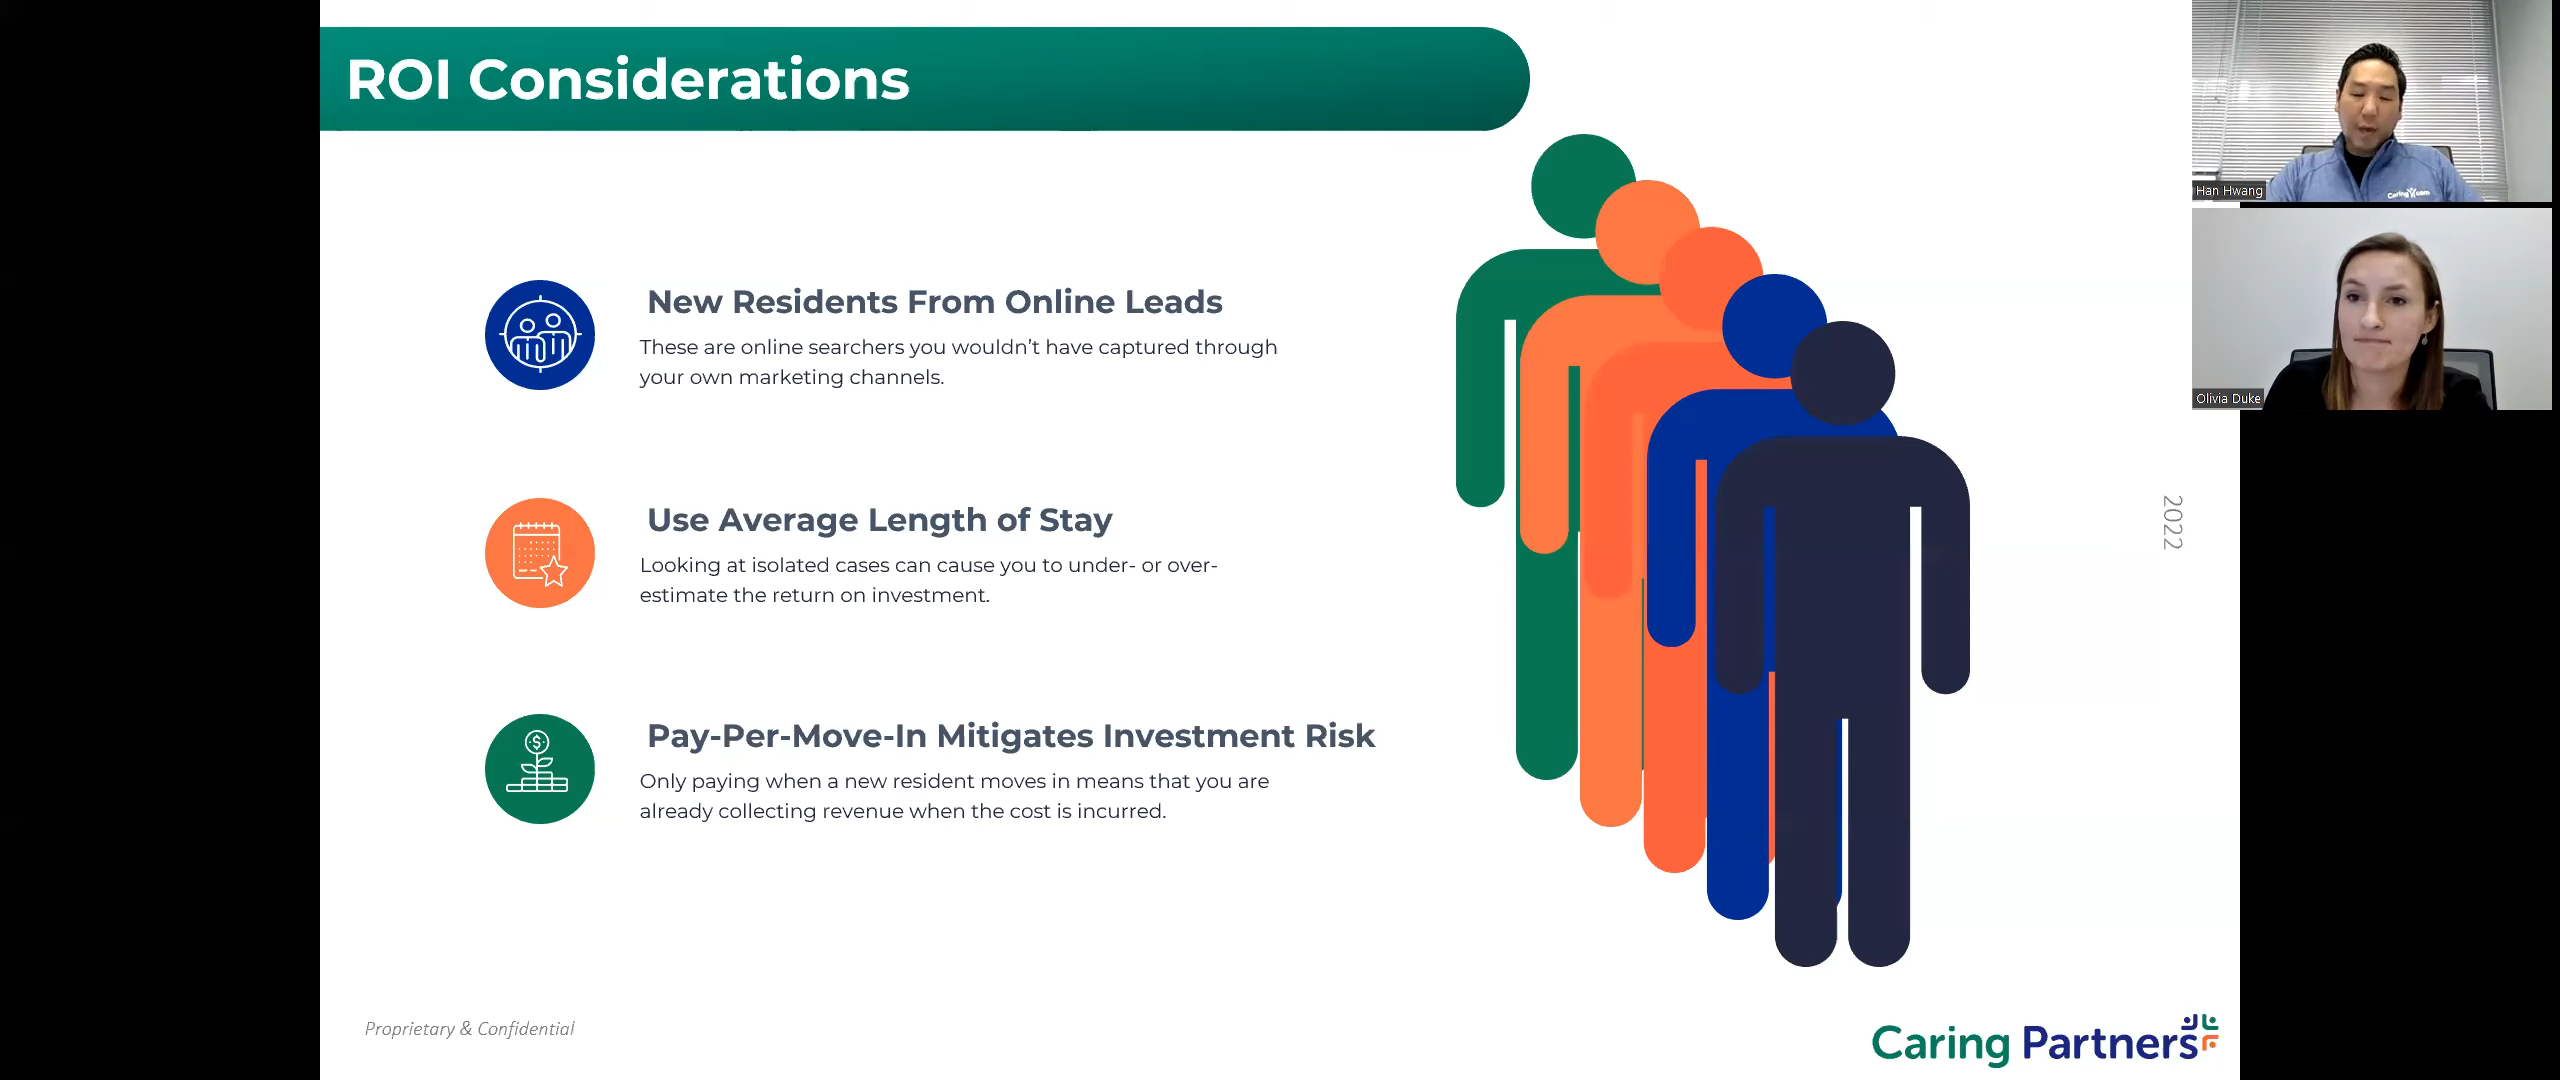 ROI Considerations
New Residents From Online Leads
These are online searchers you wouldn’t have captured through
your own marketing channels.
Use Average Length of Stay
Looking at isolated cases can cause you to under- or over-
estimate the return on investment.
$
Pay-Per-Move-In Mitigates Investment Risk
Only paying when a new resident moves in means that you are
already collecting revenue when the cost is incurred.
2022
Proprietary & Confidential
Caring Partners
Caring com
Han Hwang
Olivia Duke